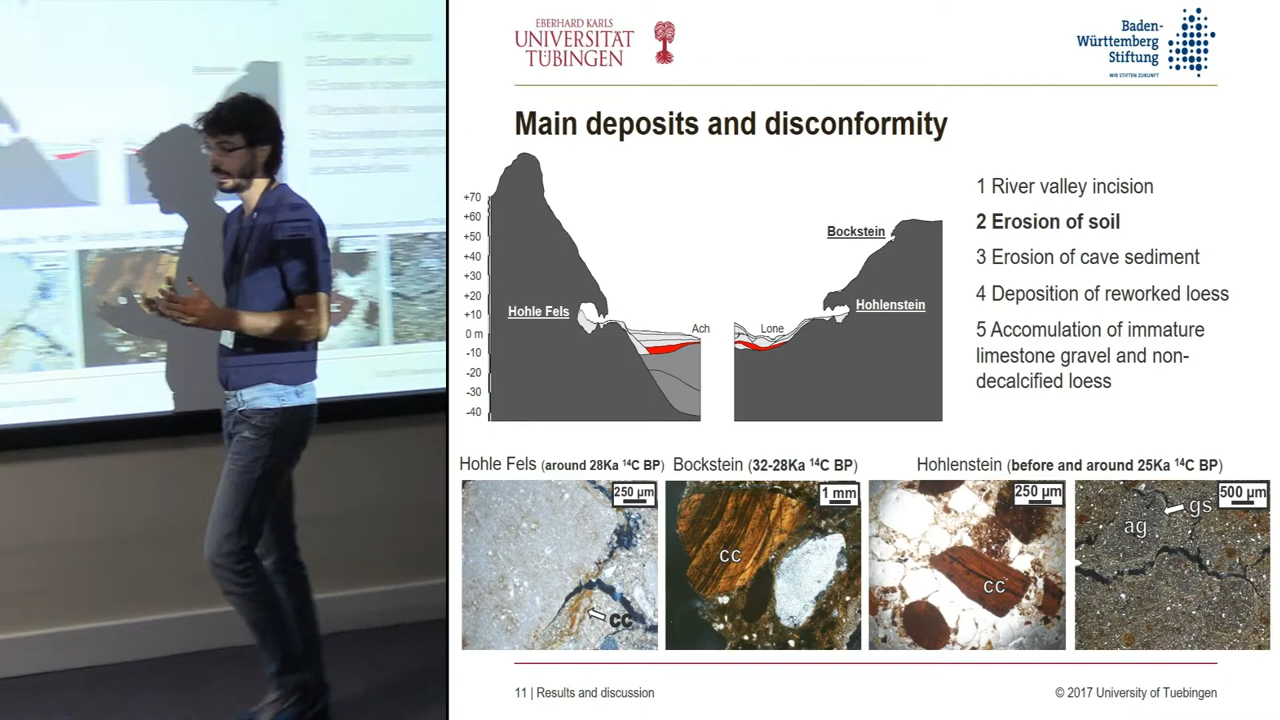 EBERHARD KARLS
UNIVERSITÄT
TÜBINGEN
Baden-
Württemberg
Stiftung
WIR STIFTEN ZUKUNFT
Main deposits and disconformity
+70
+60
+50
+40
+30
+20
+10
0 m
-10
-20
-30
-40
Hohle Fels
Ach
Bockstein
Hohlenstein
Lone
1 River valley incision
2 Erosion of soil
3 Erosion of cave sediment
4 Deposition of reworked loess
5 Accomulation of immature
limestone gravel and non-
decalcified loess
Hohle Fels (around 28Ka 14C BP)
Bockstein (32-28Ka 14C BP)
Hohlenstein (before and around 25Ka 14C BP)
250 µm
cc
1 mm
cc
250 µm
cc
500 µm
gs
ag
11 | Results and discussion
© 2017 University of Tuebingen